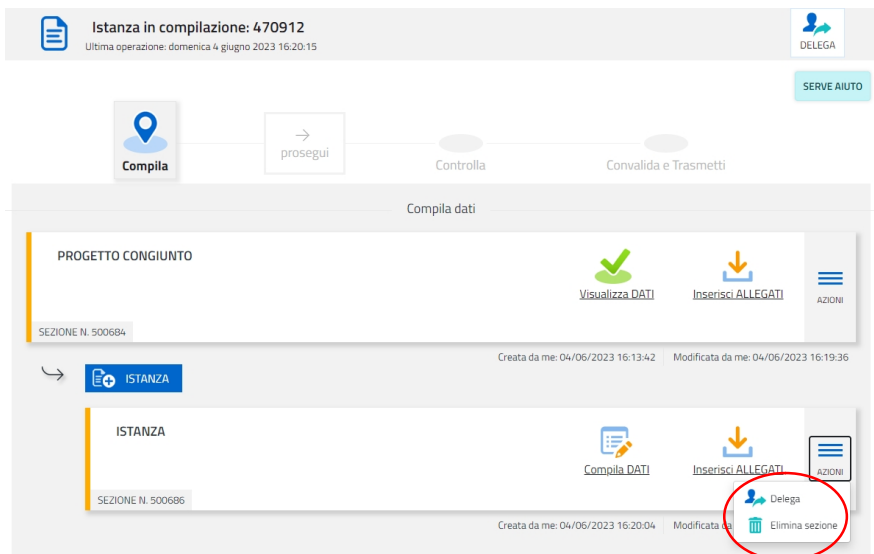 Istanza in compilazione: 470912
Ultima operazione: domenica 4 giugno 2023 16:20:15
DELEGA
SERVE AIUTO
Compila
prosegui
Controlla
Convalida e Trasmetti
Compila dati
PROGETTO CONGIUNTO
Visualizza DATI
Inserisci ALLEGATI
AZIONI
SEZIONE N. 500684
Creata da me: 04/06/2023 16:13:42
Modificata da me: 04/06/2023 16:19:36
ISTANZA
ISTANZA
Compila DATI
Inserisci ALLEGATI
AZIONI
SEZIONE N. 500686
Delega
Elimina sezione
Creata da me: 04/06/2023 16:20:04
Modificata da